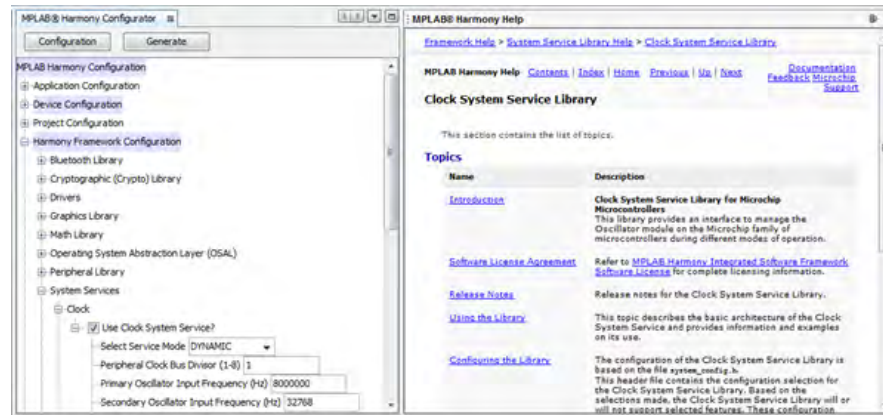 MPLAB® Harmony Configurator
Configuration
Generate
MPLAB Harmony Configuration
Application Configuration
Device Configuration
Project Configuration
Harmony Framework Configuration
Bluetooth Library
Cryptographic (Crypto) Library
Drivers
Graphics Library
Math Library
Operating System Abstraction Layer (OSAL)
Peripheral Library
System Services
Clock
Use Clock System Service?
Select Service Mode DYNAMIC
Peripheral Clock Bus Divisor (1-8) 1
Primary Oscillator Input Frequency (Hz) 8000000
Secondary Oscillator Input Frequency (Hz) 32768
MPLAB® Harmony Help
Framework Help > System Service Library Help > Clock System Service Library
MPLAB Harmony Help Contents | Index | Home Previous | Up | Next
Documentation
Feedback Microchip
Support
Clock System Service Library
This section contains the list of topics.
Topics
Name Description
Introduction
Clock System Service Library for Microchip
Microcontrollers
This library provides an interface to manage the
Oscillator module on the Microchip family of
microcontrollers during different modes of operation.
Software License Agreement
Refer to MPLAB Harmony Integrated Software Framework
Software License for complete licensing information.
Release Notes
Release notes for the Clock System Service Library.
Using the Library
This topic describes the basic architecture of the Clock
System Service and provides information and examples
on its use.
Configuring the Library
The configuration of the Clock System Service Library is
based on the file system_config.h.
This header file contains the configuration selection for
the Clock System Service Library. Based on the
selections made, the Clock System Service Library will or
will not support selected features. These configuration